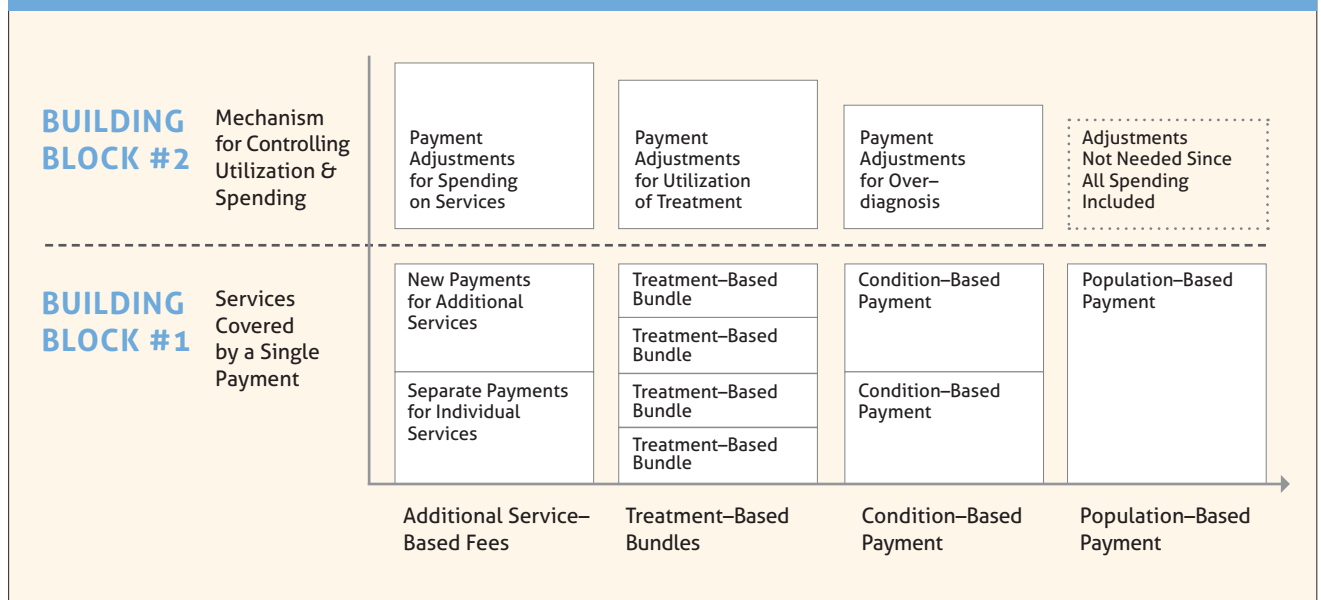 BUILDING
BLOCK #2
Mechanism
for Controlling
Utilization &
Spending
Payment
Adjustments
for Spending
on Services
Payment
Adjustments
for Utilization
of Treatment
Payment
Adjustments
for Over–
diagnosis
Adjustments
Not Needed Since
All Spending
Included
BUILDING
BLOCK #1
Services
Covered
by a Single
Payment
New Payments
for Additional
Services
Separate Payments
for Individual
Services
Treatment–Based
Bundle
Treatment–Based
Bundle
Treatment–Based
Bundle
Treatment–Based
Bundle
Condition–Based
Payment
Condition–Based
Payment
Population–Based
Payment
Additional Service–
Based Fees
Treatment–Based
Bundles
Condition–Based
Payment
Population–Based
Payment